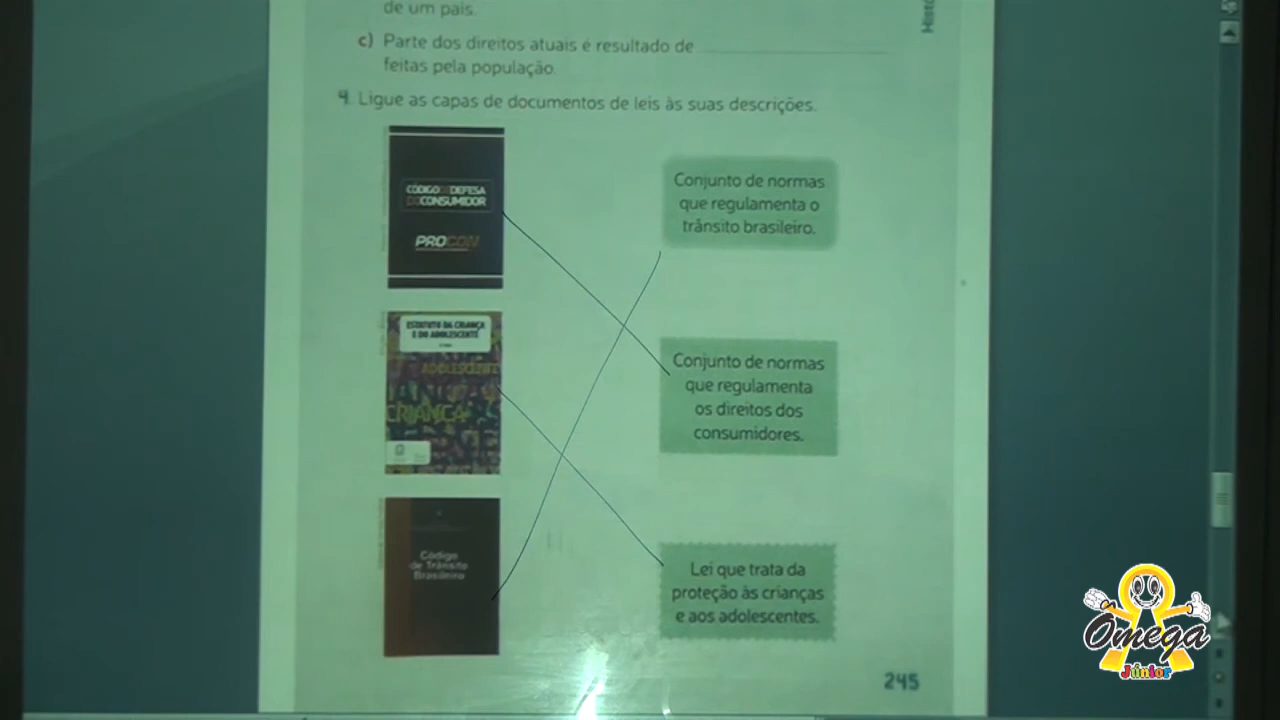 de um país.
Histó
c) Parte dos direitos atuais é resultado de
feitas pela população.
4. Ligue as capas de documentos de leis às suas descrições.
CÓDIGO DE DEFESA
DO CONSUMIDOR
PROCON
Conjunto de normas
que regulamenta o
trânsito brasileiro.
ESTATUTO DA CRIANÇA
E DO ADOLESCENTE
ADOLESCENTE
CRIANÇA
Conjunto de normas
que regulamenta
os direitos dos
consumidores.
Código
de Trânsito
Brasileiro
Lei que trata da
proteção às crianças
e aos adolescentes.
245
Omega
Júnior